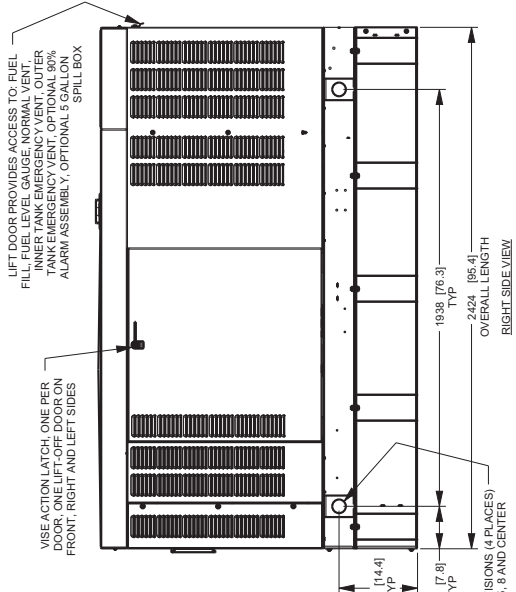 LIFT DOOR PROVIDES ACCESS TO: FUEL
FILL, FUEL LEVEL GAUGE, NORMAL VENT,
INNER TANK EMERGENCY VENT, OUTER
TANK EMERGENCY VENT, OPTIONAL 90%
ALARM ASSEMBLY, OPTIONAL 5 GALLON
SPILL BOX
VISE ACTION LATCH, ONE PER
DOOR, ONE LIFT-OFF DOOR ON
FRONT, RIGHT AND LEFT SIDES
1938 [76.3]
TYP
2424 [95.4]
OVERALL LENGTH
RIGHT SIDE VIEW
[14.4]
YP
[7.8]
YP
ISIONS (4 PLACES)
, 8 AND CENTER